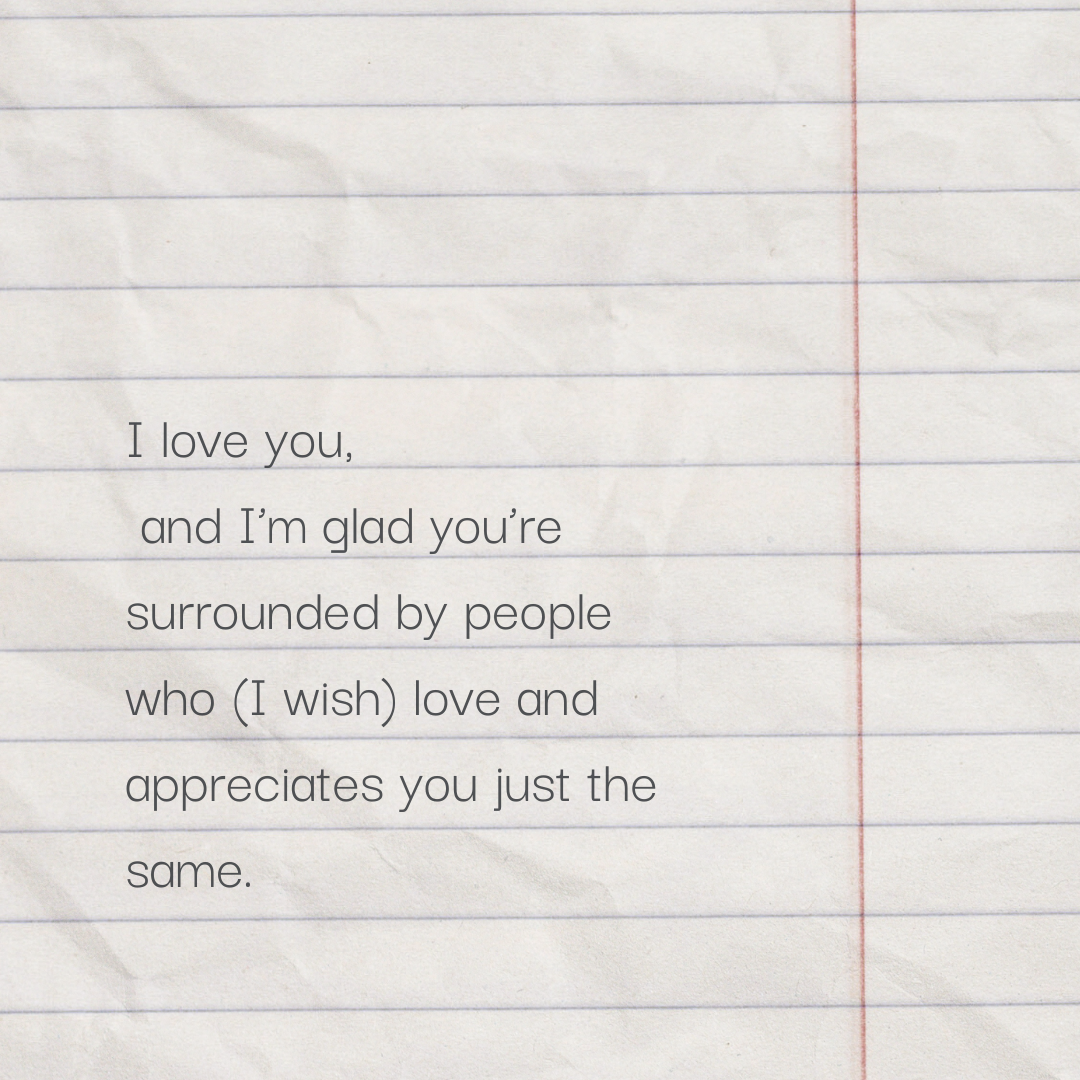 I love you,
and I’m glad you’re
surrounded by people
who (I wish) love and
appreciates you just the
same.